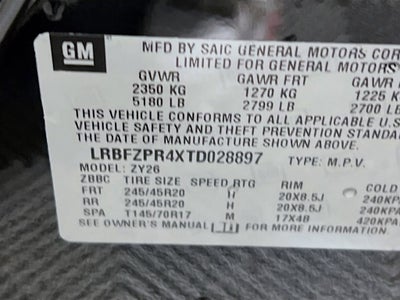 GM
MFD BY SAIC GENERAL MOTORS COR
LIMITED FOR GENERAL MOTORS
GVWR GAWR FRT GAWR
2350 KG 1270 KG 1225 K
5180 LB 2799 LB 2700 LB
THIS VEHICLE CONFORMS TO ALL APPLICABLE U.S
VEHICLE SAFETY AND THEFT PREVENTION STANDA
THE DATE OF MANUFACTURE SHOWN ABOVE.
LRBFZPR4XTD028897 TYPE: M.P.V.
MODEL: ZY26
ZBBC TIRE SIZE SPEED RTG RIM COLD
FRT 245/45R20 H 20X8.5J 240KPA
RR 245/45R20 H 20X8.5J 240KPA
SPA T145/70R17 M 17X4B 420KPA
SEE OWNER'S MANUAL FOR MORE INFORMATION.